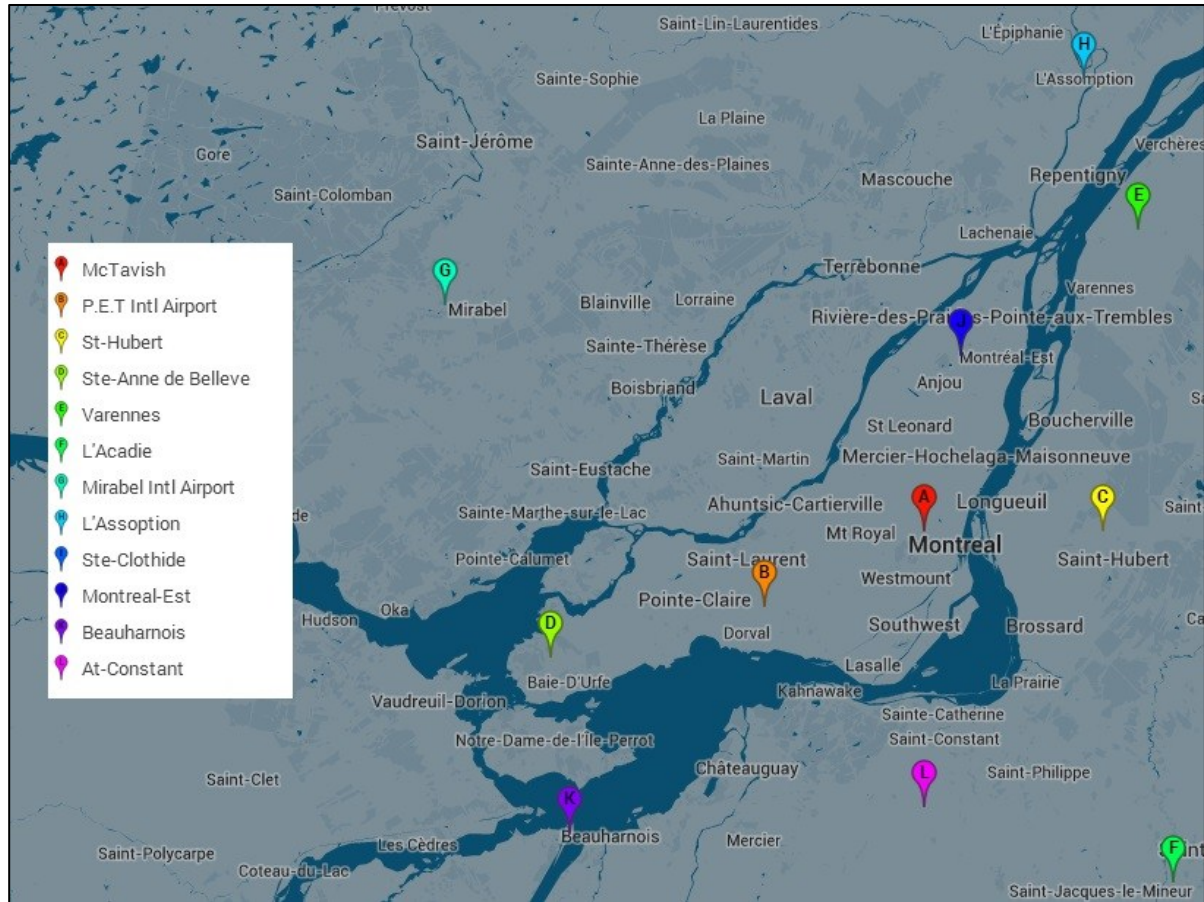 Prévost
Saint-Lin-Laurentides
L'Épiphanie
H
Sainte-Sophie
L'Assomption
La Plaine
Saint-Jérôme
Verchères
Gore
Sainte-Anne-des-Plaines
Mascouche
Repentigny
Saint-Colomban
E
Lachenaie
Terrebonne
G
Varennes
Mirabel
Blainville
Lorraine
Rivière-des-Prairies-Pointe-aux-Trembles
J
Sainte-Thérèse
Montréal-Est
Boisbriand
Anjou
Laval
St Leonard
Boucherville
Saint-Martin
Mercier-Hochelaga-Maisonneuve
Saint-Eustache
A
C
Longueuil
Sainte-Marthe-sur-le-Lac
Ahuntsic-Cartierville
Mt Royal
Montreal
Pointe-Calumet
Saint-Laurent
Saint-Hubert
B
Westmount
Pointe-Claire
Oka
Hudson
D
Dorval
Southwest
Brossard
Lasalle
Baie-D'Urfe
Kahnawake
La Prairie
Vaudreuil-Dorion
Sainte-Catherine
Notre-Dame-de-l'Île-Perrot
Saint-Constant
Châteauguay
L
Saint-Philippe
Saint-Clet
K
Beauharnois
Mercier
Les Cèdres
Saint-Polycarpe
F
Coteau-du-Lac
Saint-Jacques-le-Mineur
A McTavish
B P.E.T Intl Airport
C St-Hubert
D Ste-Anne de Belleve
E Varennes
F L'Acadie
G Mirabel Intl Airport
H L'Assoption
Ste-Clothide
Montreal-Est
Beauharnois
L At-Constant